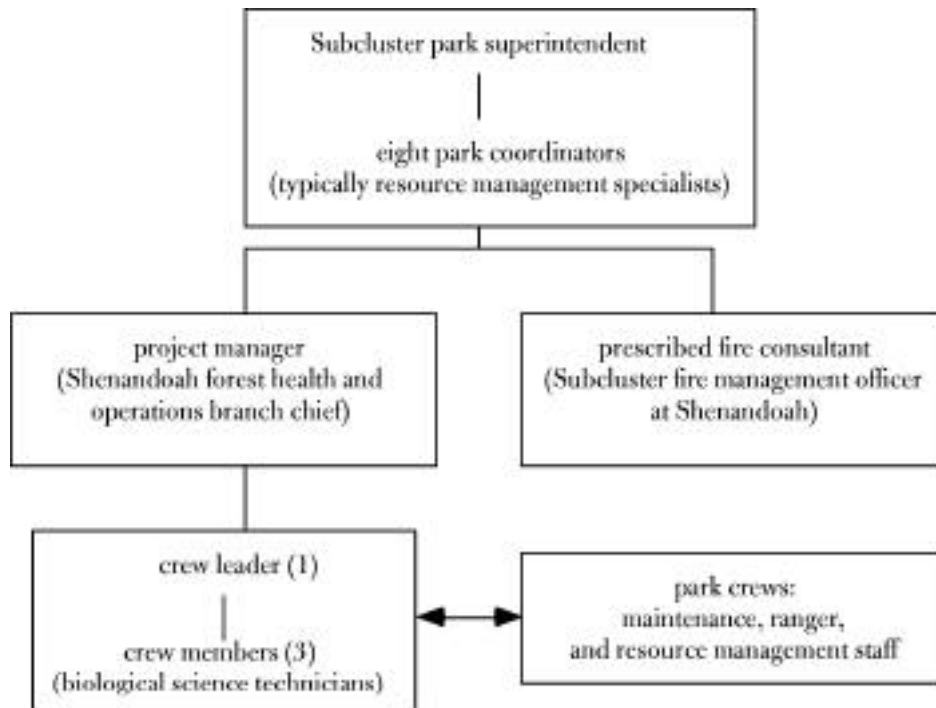 Subcluster park superintendent
eight park coordinators
(typically resource management specialists)
project manager
(Shenandoah forest health and
operations branch chief)
prescribed fire consultant
(Subcluster fire management officer
at Shenandoah)
crew leader (1)
crew members (3)
(biological science technicians)
park crews:
maintenance, ranger,
and resource management staff